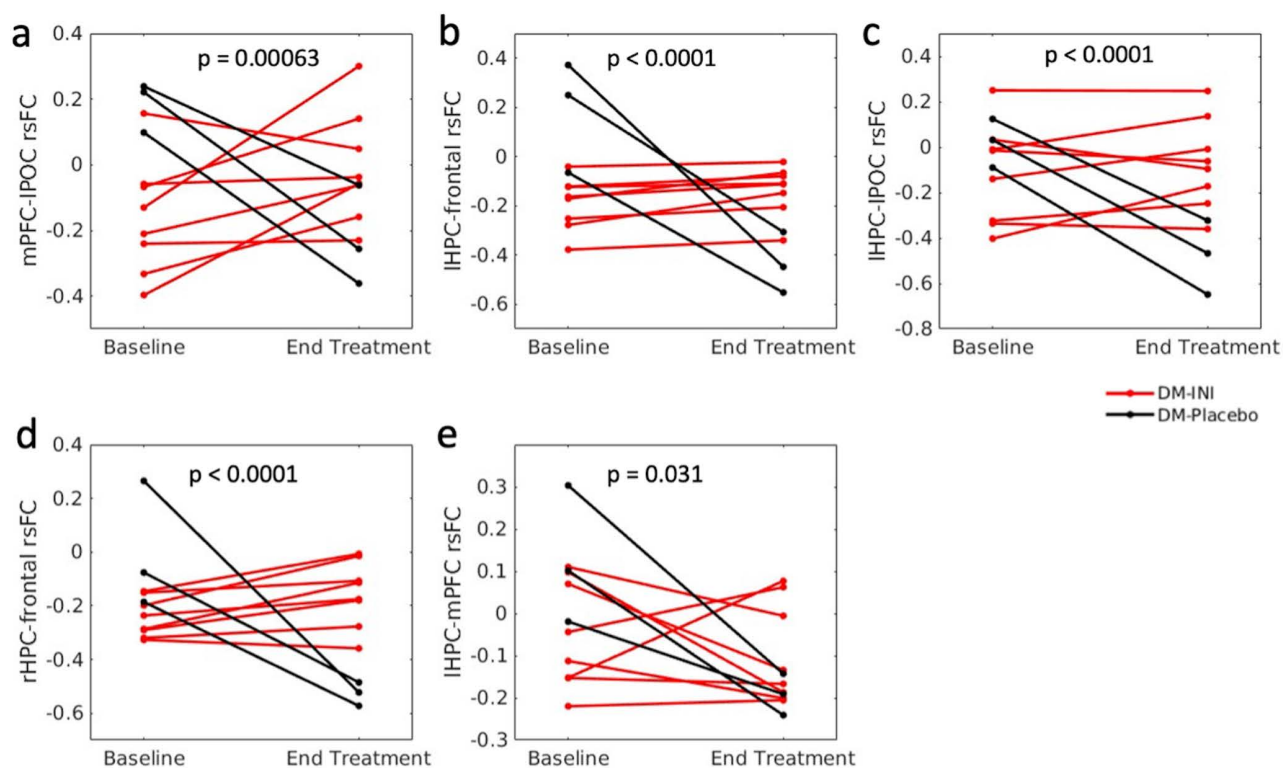 a
p = 0.00063
mPFC-lPOC rsFC
0.4
0.2
0
-0.2
-0.4
Baseline
End Treatment
b
p < 0.0001
lHPC-frontal rsFC
0.4
0.2
0
-0.2
-0.4
-0.6
Baseline
End Treatment
c
p < 0.0001
lHPC-lPOC rsFC
0.4
0.2
0
-0.2
-0.4
-0.6
-0.8
Baseline
End Treatment
DM-INI
DM-Placebo
d
p < 0.0001
rHPC-frontal rsFC
0.4
0.2
0
-0.2
-0.4
-0.6
Baseline
End Treatment
e
p = 0.031
lHPC-mPFC rsFC
0.3
0.2
0.1
0
-0.1
-0.2
-0.3
Baseline
End Treatment